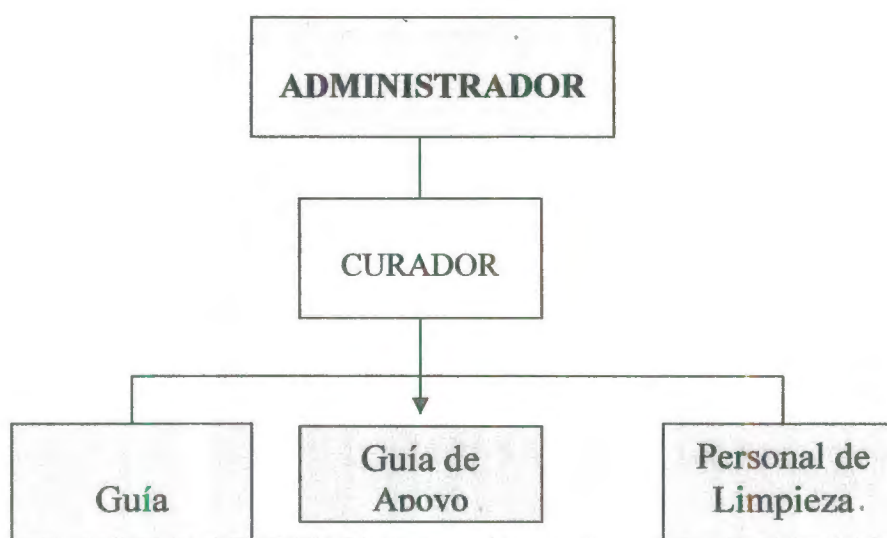 ADMINISTRADOR
CURADOR
Guía
Guía de
Apoyo
Personal de
Limpieza